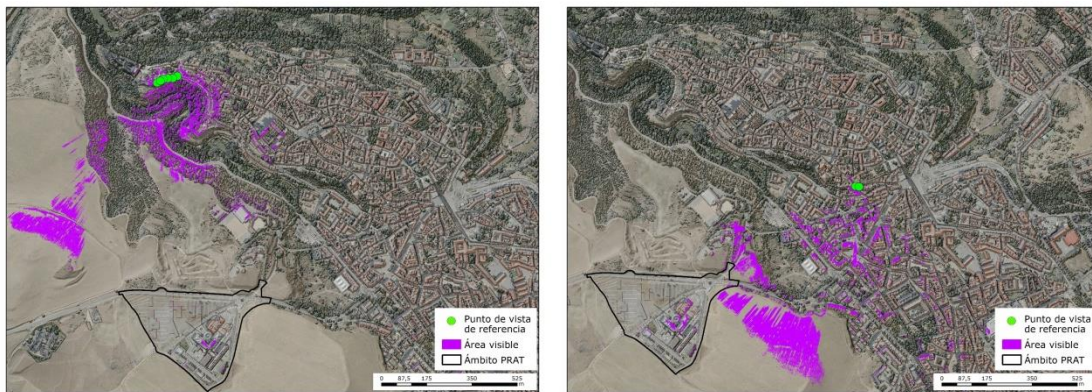 Punto de vista
de referencia
Área visible
Ámbito PRAT
0 87,5 175 350 525
m
Punto de vista
de referencia
Área visible
Ámbito PRAT
0 87,5 175 350 525
m